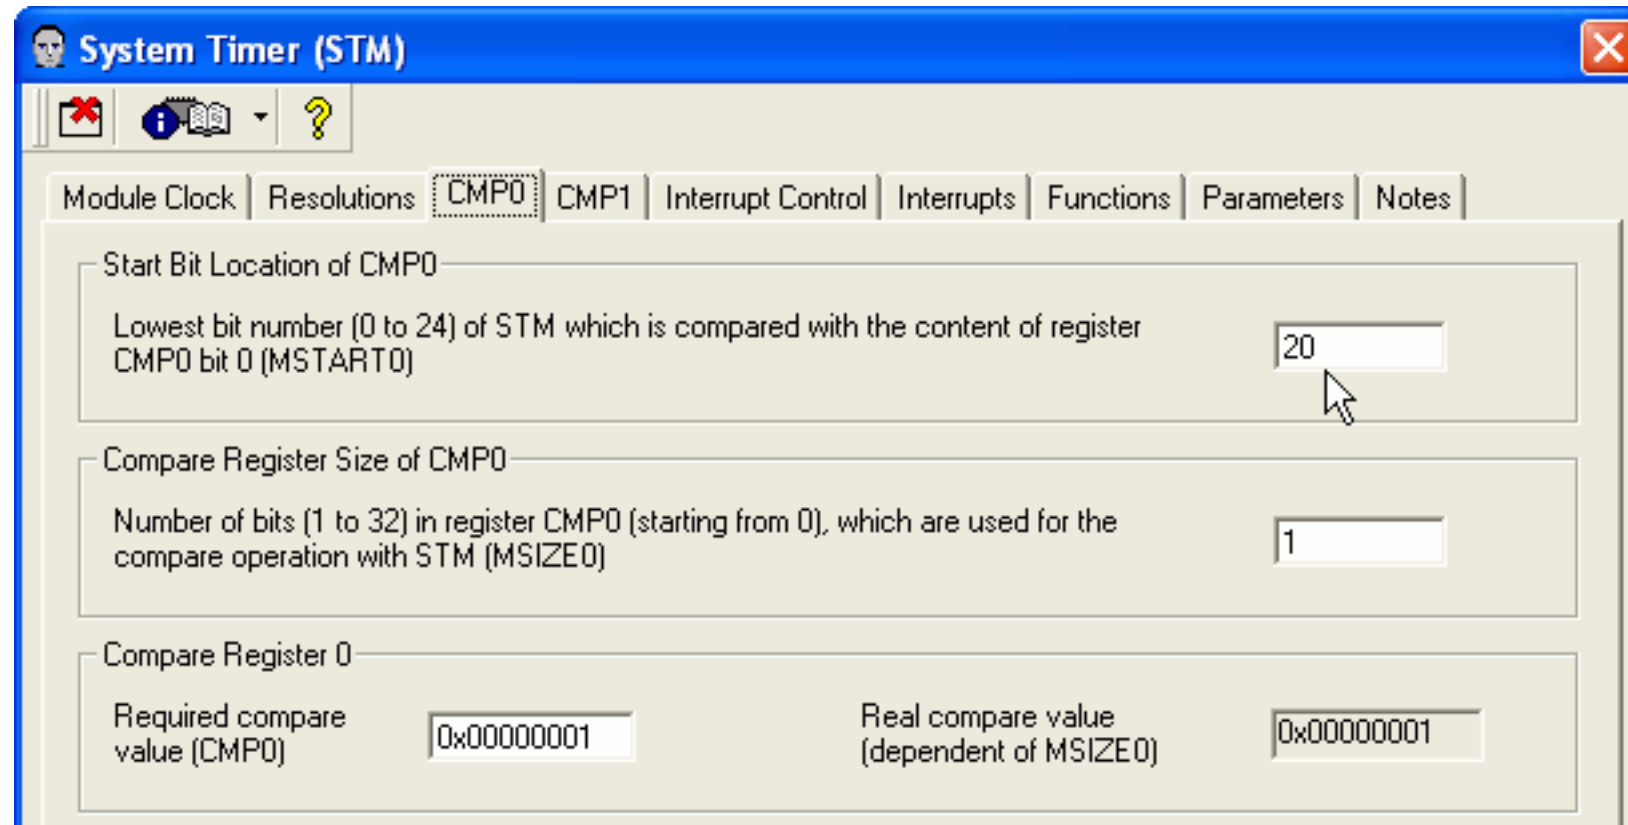 System Timer (STM)
Module Clock Resolutions CMP0 CMP1 Interrupt Control Interrupts Functions Parameters Notes
Start Bit Location of CMP0
Lowest bit number (0 to 24) of STM which is compared with the content of register
CMP0 bit 0 (MSTART0)
20
Compare Register Size of CMP0
Number of bits (1 to 32) in register CMP0 (starting from 0), which are used for the
compare operation with STM (MSIZE0)
1
Compare Register 0
Required compare
value (CMP0)
0x00000001
Real compare value
(dependent of MSIZE0)
0x00000001